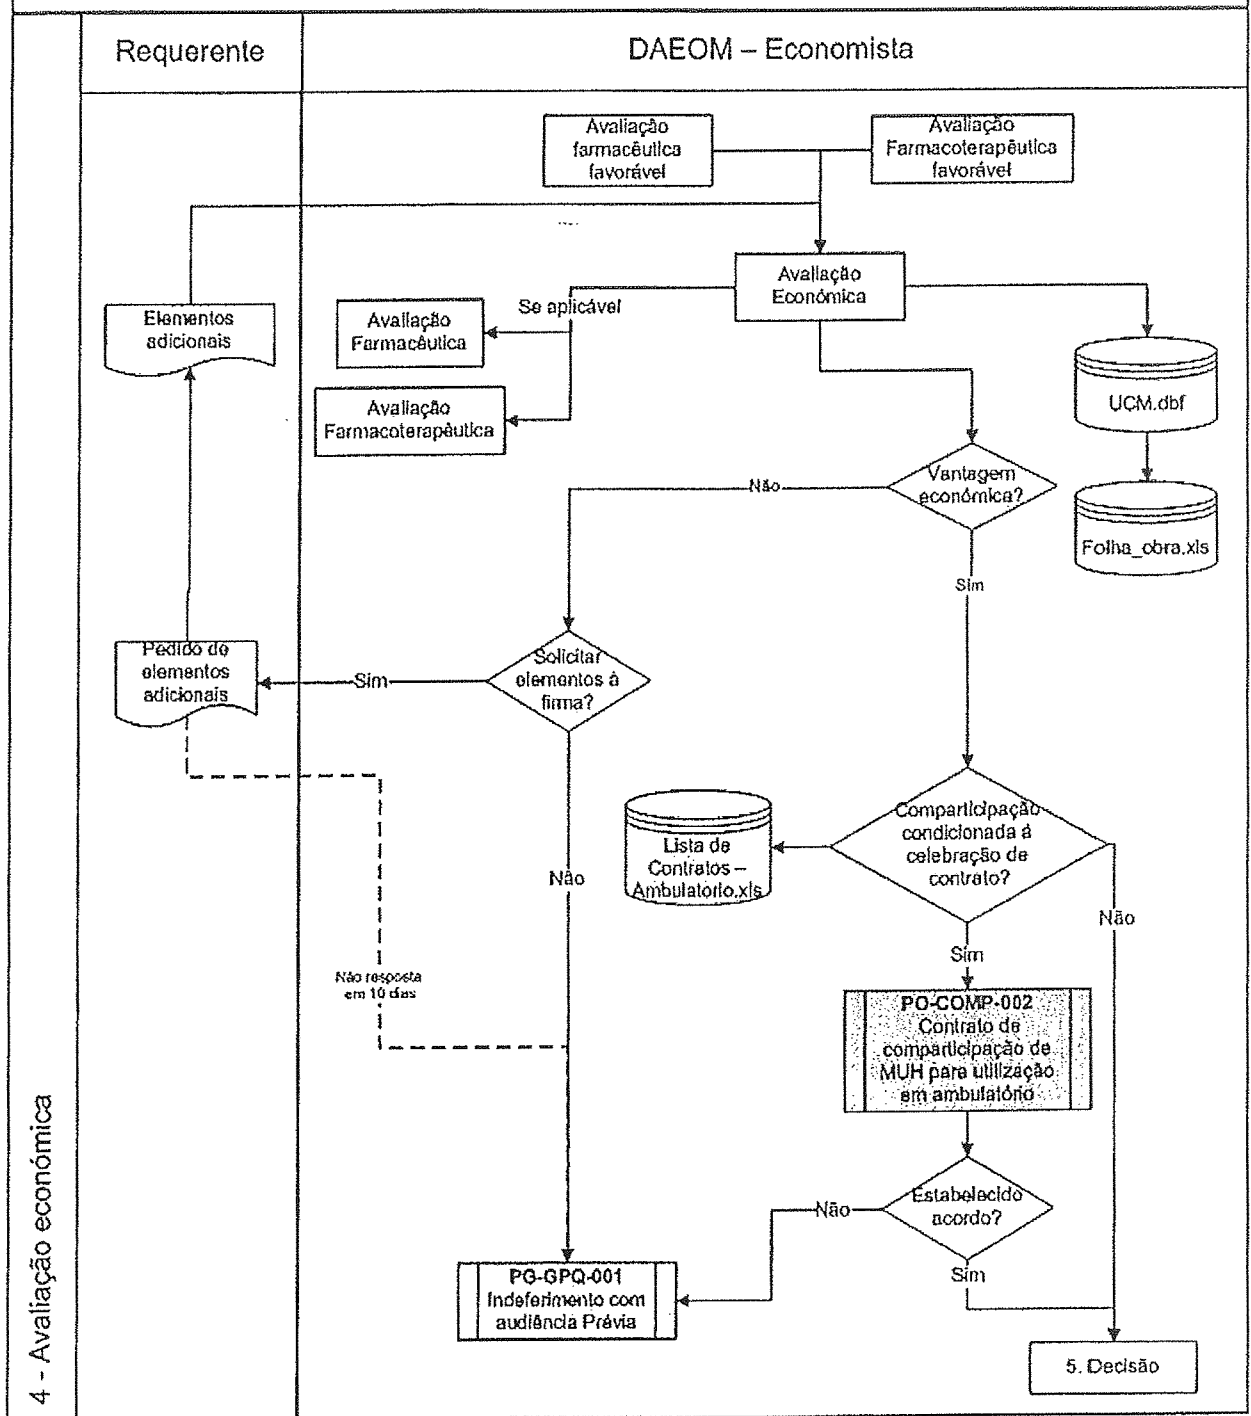 Requerente
DAEOM – Economista
Avaliação
farmacêutica
favorável
Avaliação
Farmacoterapêutica
favorável
Avaliação
Económica
Se aplicável
Elementos
adicionais
Avaliação
Farmacêutica
Avaliação
Farmacoterapêutica
UCM.dbf
Vantagem
económica?
Não
Folha_obra.xls
Sim
Pedido de
elementos
adicionais
Sim
Solicitar
elementos à
firma?
Comparticipação
condicionada à
celebração de
contrato?
Lista de
Contratos –
Ambulatorio.xls
Não
Não
Sim
Não resposta
em 10 dias
PO-COMP-002
Contrato de
comparticipação de
MUH para utilização
em ambulatório
Estabelecido
acordo?
Não
Sim
PG-GPQ-001
Indeferimento com
audiência Prévia
5. Decisão
4 - Avaliação económica